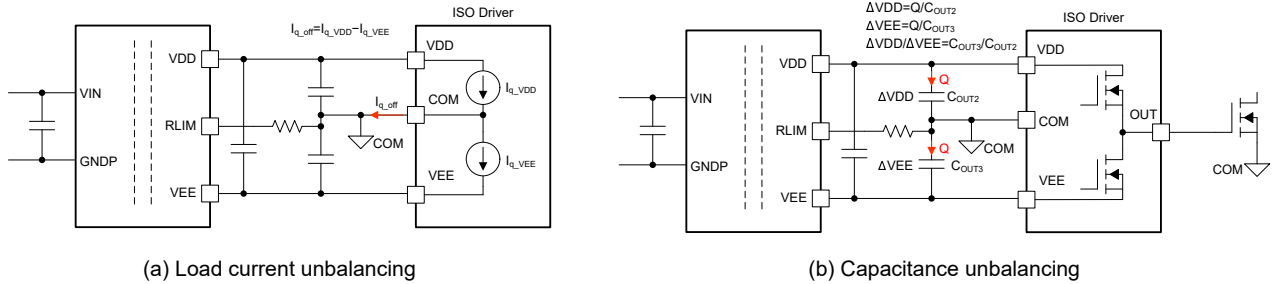 I_q_off=I_q_VDD−I_q_VEE
ISO Driver
VDD
VDD
I_q_VDD
VIN
I_q_off
COM
RLIM
COM
GNDP
I_q_VEE
VEE
VEE
(a) Load current unbalancing
ΔVDD=Q/C_OUT2
ΔVEE=Q/C_OUT3
ΔVDD/ΔVEE=C_OUT3/C_OUT2
ISO Driver
VDD
VDD
Q
VIN
ΔVDD
C_OUT2
COM
OUT
RLIM
COM
Q
GNDP
ΔVEE
C_OUT3
COM
VEE
VEE
(b) Capacitance unbalancing